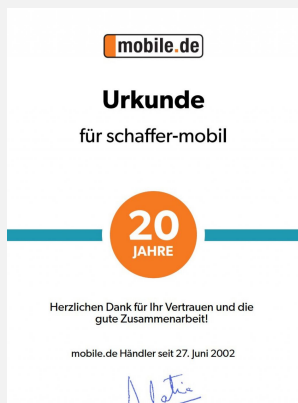 mobile.de
Urkunde
für schaffer-mobil
20
JAHRE
Herzlichen Dank für Ihr Vertrauen und die
gute Zusammenarbeit!
mobile.de Händler seit 27. Juni 2002